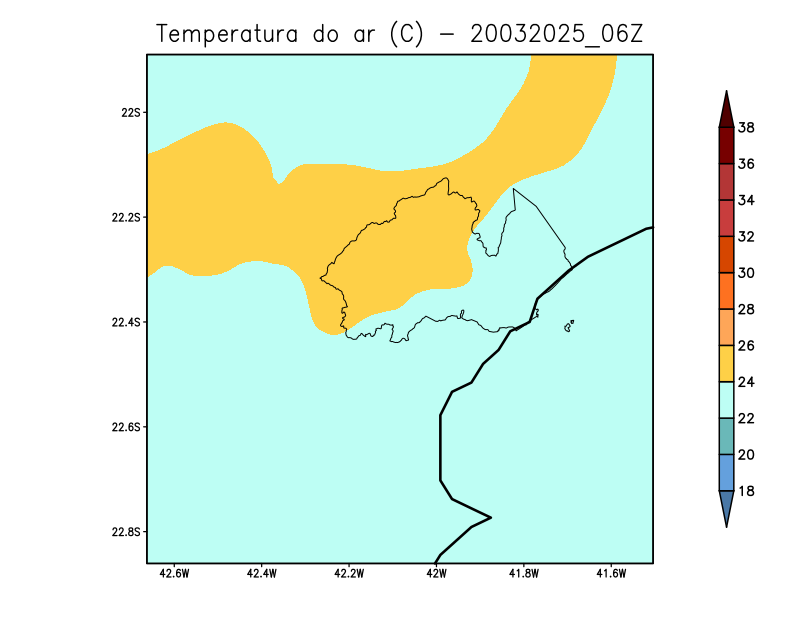 Temperatura do ar (C) - 20032025_06Z
22S
22.2S
22.4S
22.6S
22.8S
42.6W
42.4W
42.2W
42W
41.8W
41.6W
38
36
34
32
30
28
26
24
22
20
18